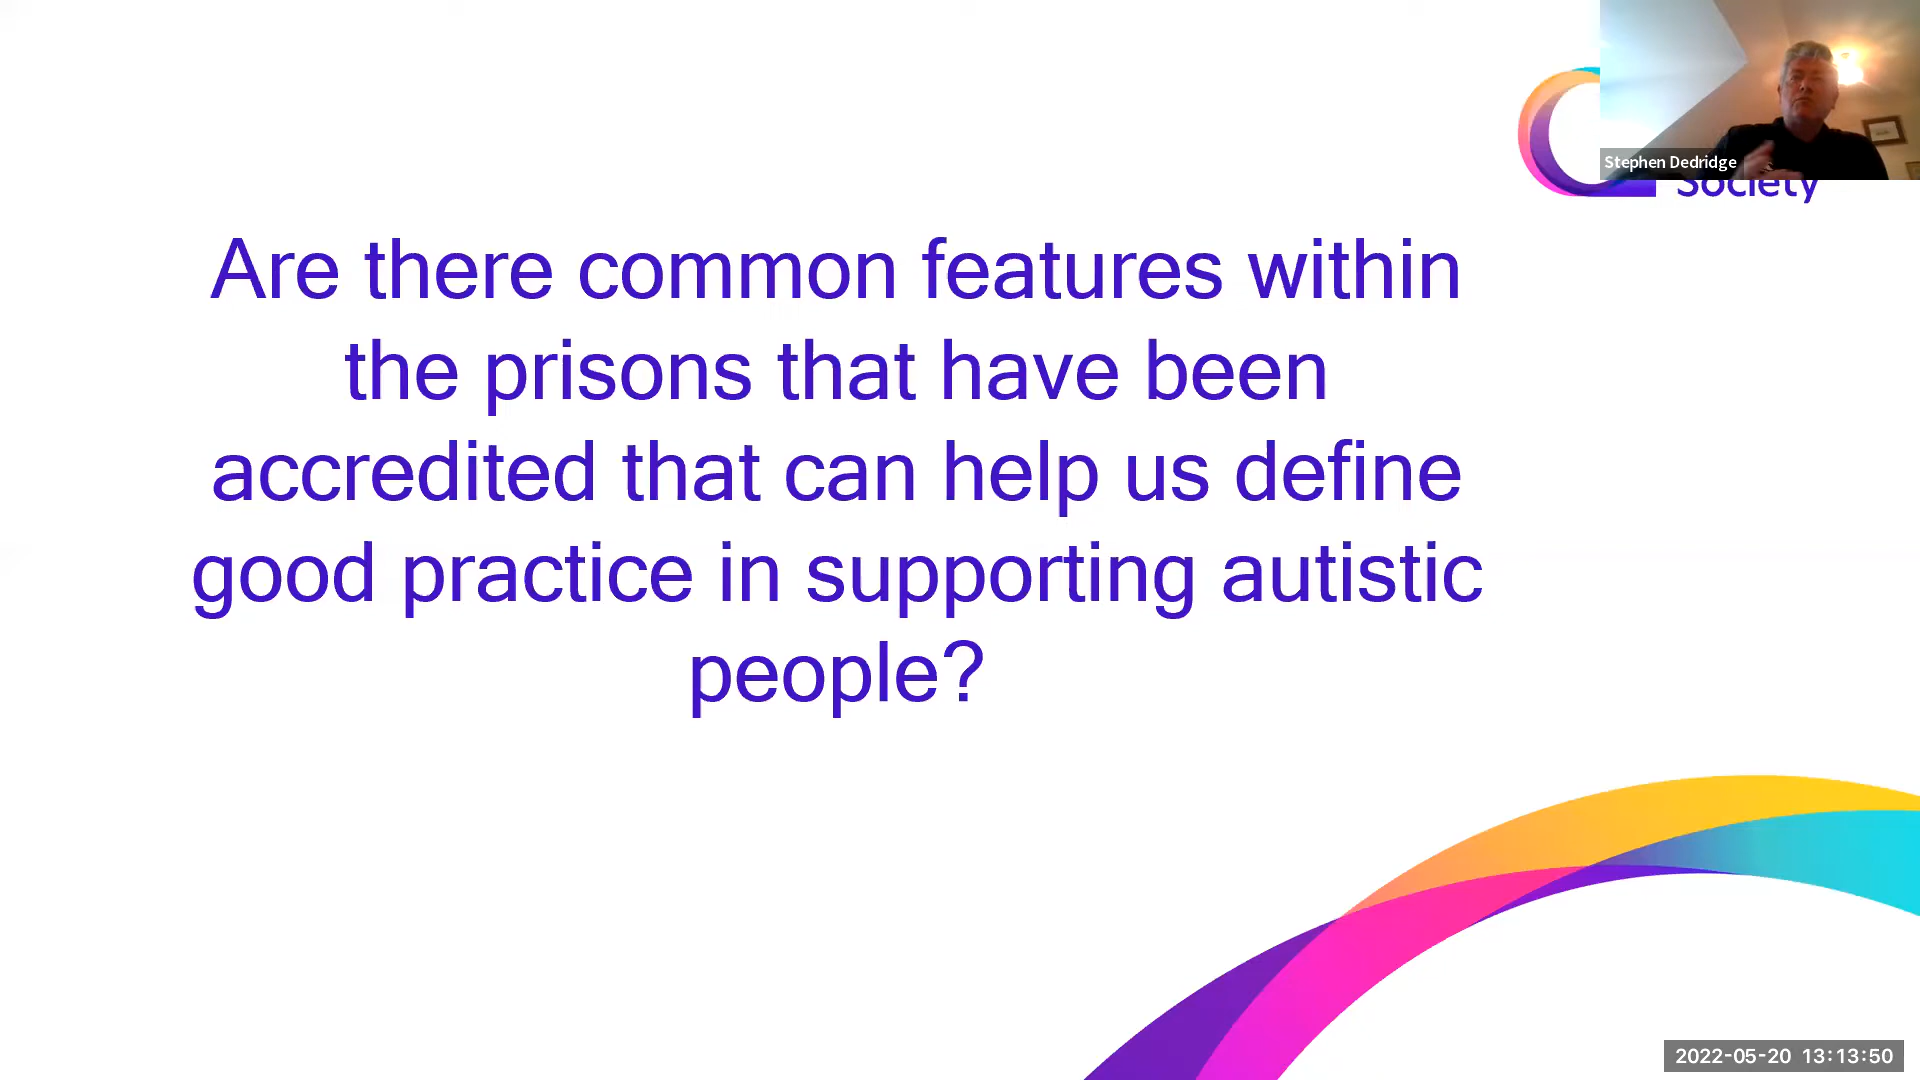 Stephen Dedridge
Society
Are there common features within
the prisons that have been
accredited that can help us define
good practice in supporting autistic
people?
2022-05-20 13:13:50